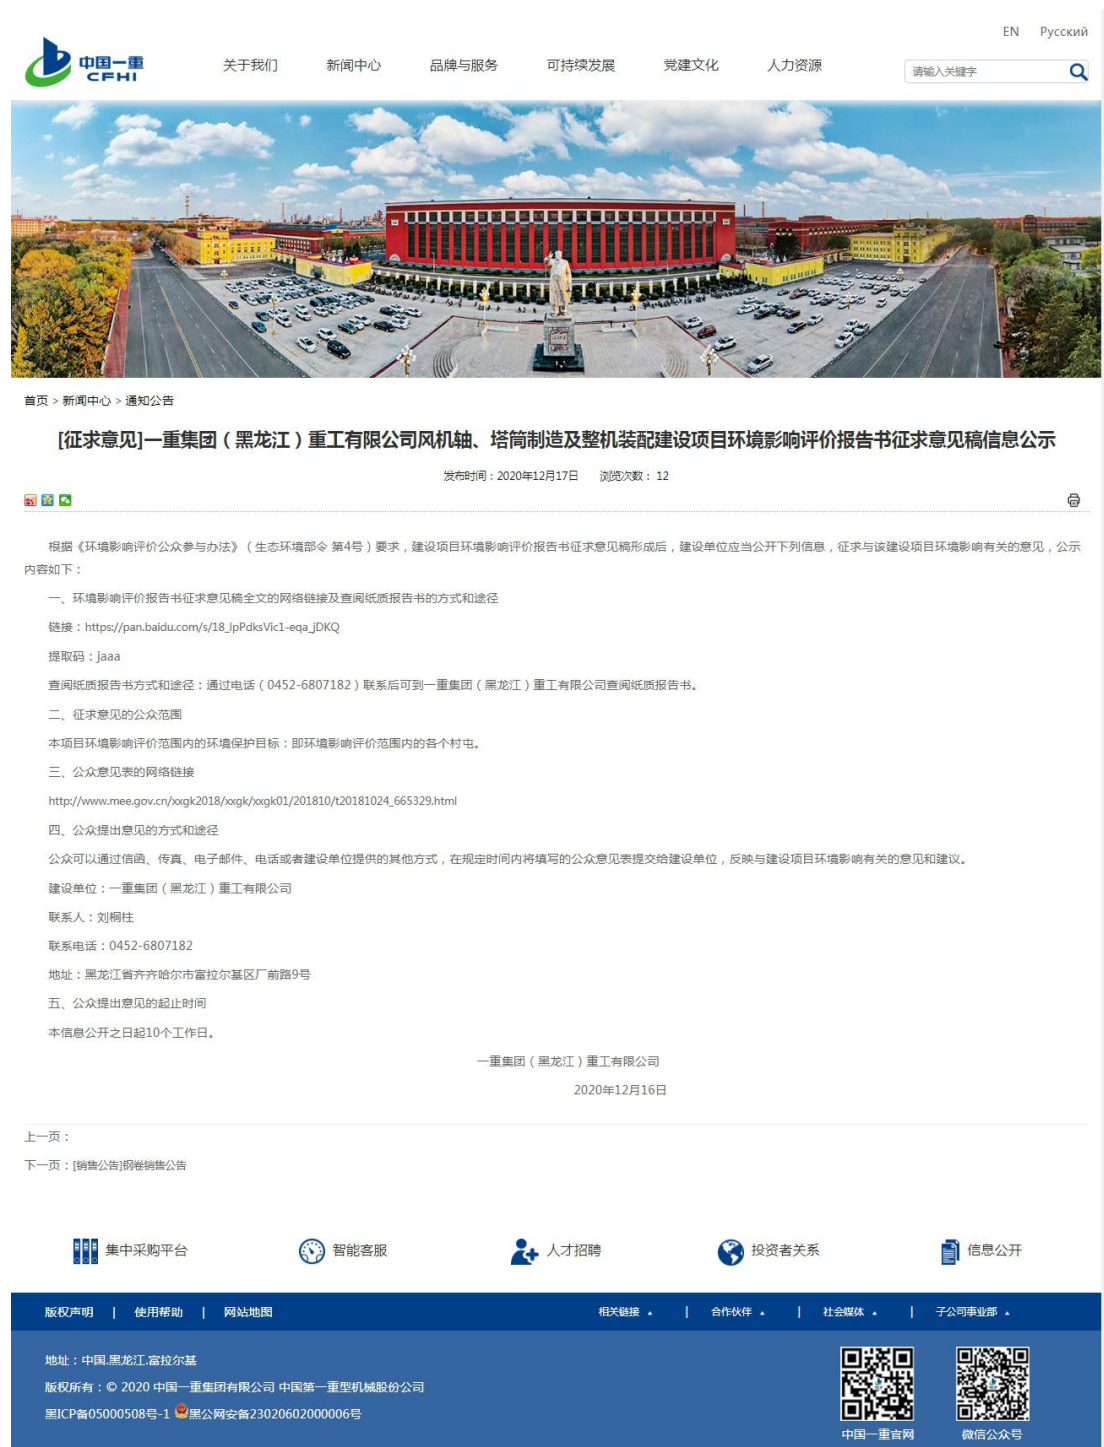 EN Русский
中国一重
CFHI
关于我们 新闻中心 品牌与服务 可持续发展 党建文化 人力资源
请输入关键字
首页 > 新闻中心 > 通知公告
[征求意见]一重集团（黑龙江）重工有限公司风机轴、塔筒制造及整机装配建设项目环境影响评价报告书征求意见稿信息公示
发布时间：2020年12月17日 浏览次数： 12
根据《环境影响评价公众参与办法》（生态环境部令 第4号）要求，建设项目环境影响评价报告书征求意见稿形成后，建设单位应当公开下列信息，征求与该建设项目环境影响有关的意见，公示
内容如下：
一、环境影响评价报告书征求意见稿全文的网络链接及查阅纸质报告书的方式和途径
链接：https://pan.baidu.com/s/18_lpPdksVic1-eqa_jDKQ
提取码：jaaa
查阅纸质报告书方式和途径：通过电话（0452-6807182）联系后可到一重集团（黑龙江）重工有限公司查阅纸质报告书。
二、征求意见的公众范围
本项目环境影响评价范围内的环境保护目标：即环境影响评价范围内的各个村屯。
三、公众意见表的网络链接
http://www.mee.gov.cn/xxgk2018/xxgk/xxgk01/201810/t20181024_665329.html
四、公众提出意见的方式和途径
公众可以通过信函、传真、电子邮件、电话或者建设单位提供的其他方式，在规定时间内将填写的公众意见表提交给建设单位，反映与建设项目环境影响有关的意见和建议。
建设单位：一重集团（黑龙江）重工有限公司
联系人：刘桐柱
联系电话：0452-6807182
地址：黑龙江省齐齐哈尔市富拉尔基区厂前路9号
五、公众提出意见的起止时间
本信息公开之日起10个工作日。
一重集团（黑龙江）重工有限公司
2020年12月16日
上一页：
下一页：[销售公告]钢卷销售公告
集中采购平台 智能客服 人才招聘 投资者关系 信息公开
版权声明 | 使用帮助 | 网站地图 相关链接 | 合作伙伴 | 社会媒体 | 子公司事业部
地址：中国.黑龙江.富拉尔基
版权所有：© 2020 中国一重集团有限公司 中国第一重型机械股份公司
黑ICP备05000508号-1 黑公网安备23020602000006号
中国一重官网 微信公众号